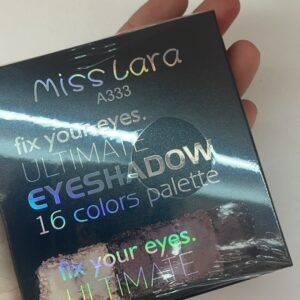 Miss Lara
A333
fix your eyes.
ULTIMATE
EYESHADOW
16 colors palette
fix your eyes.
ULTIMATE